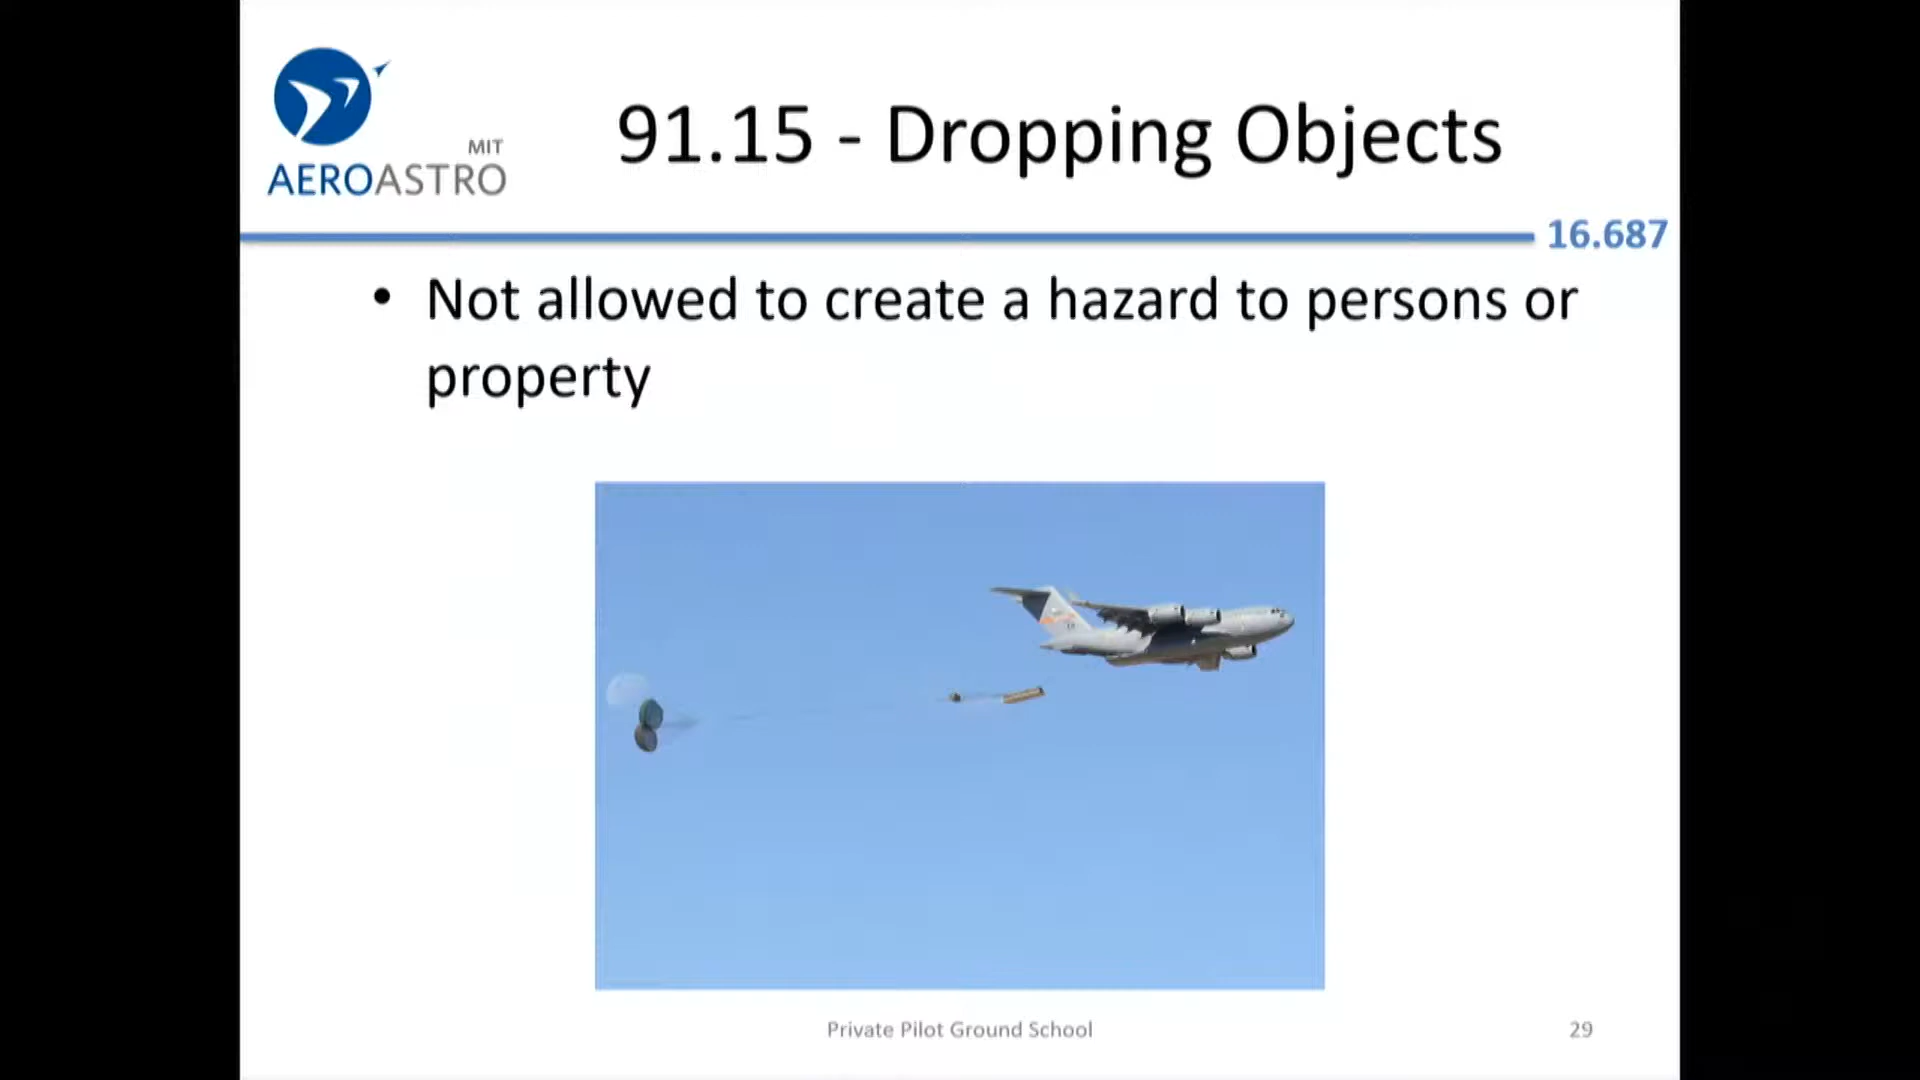 MIT
AEROASTRO
91.15 - Dropping Objects
16.687
• Not allowed to create a hazard to persons or
property
Private Pilot Ground School
29